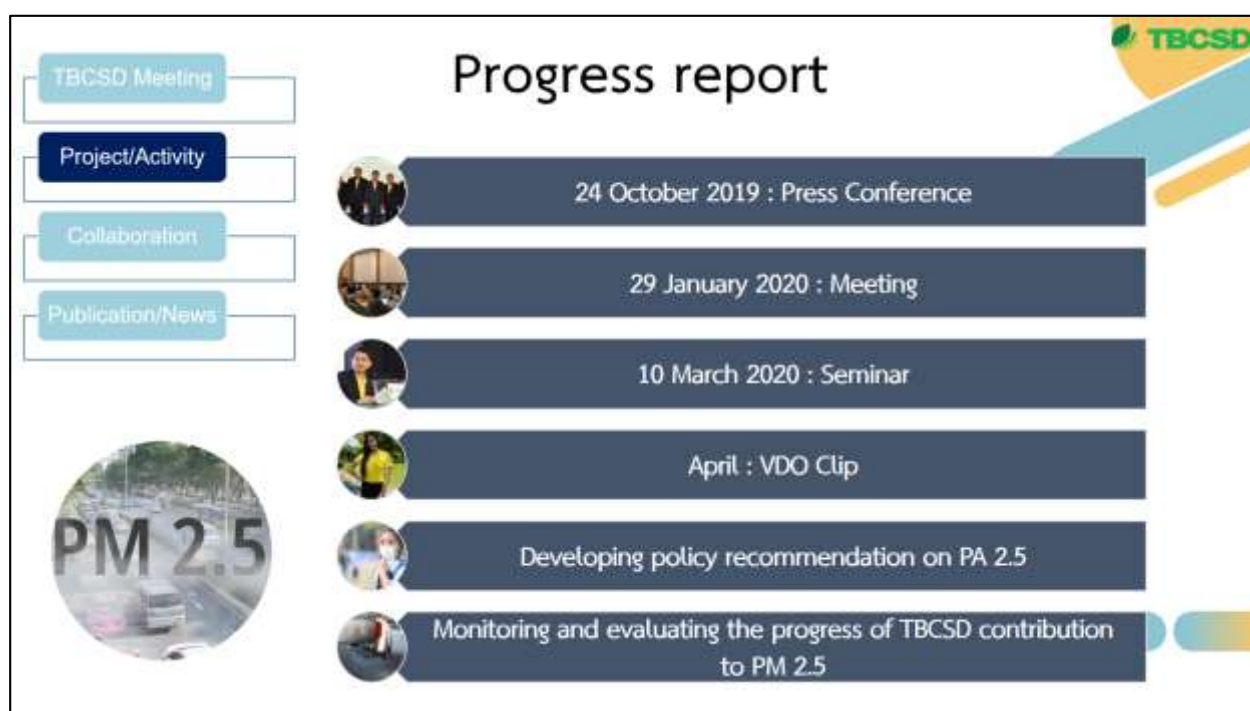 TBCSD
Progress report
TBCSD Meeting
Project/Activity
Collaboration
Publication/News
PM 2.5
24 October 2019 : Press Conference
29 January 2020 : Meeting
10 March 2020 : Seminar
April : VDO Clip
Developing policy recommendation on PA 2.5
Monitoring and evaluating the progress of TBCSD contribution
to PM 2.5